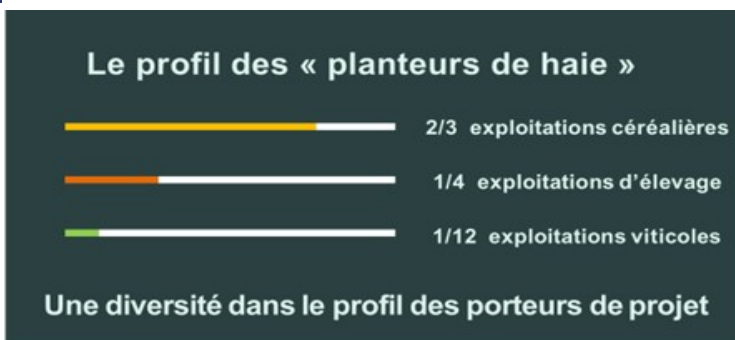 Le profil des « planteurs de haie »
2/3 exploitations céréalières
1/4 exploitations d'élevage
1/12 exploitations viticoles
Une diversité dans le profil des porteurs de projet